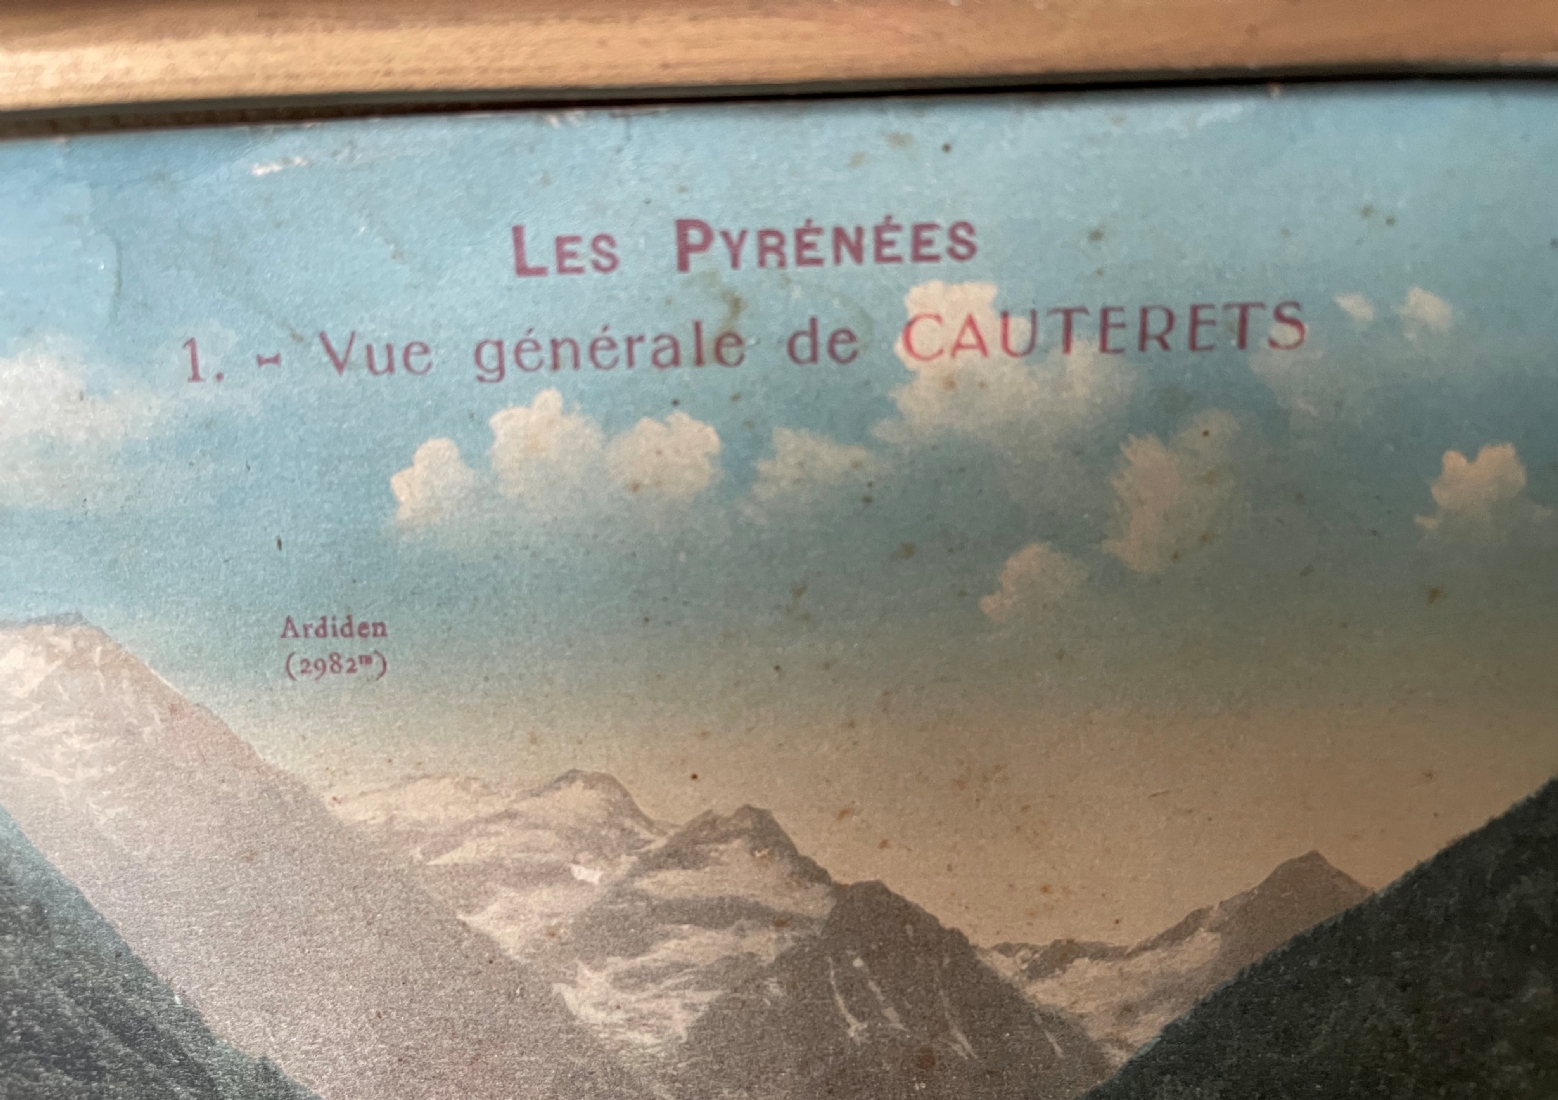 LES PYRÉNÉES
1. - Vue générale de CAUTERETS
Ardiden
(2982ᵐ)